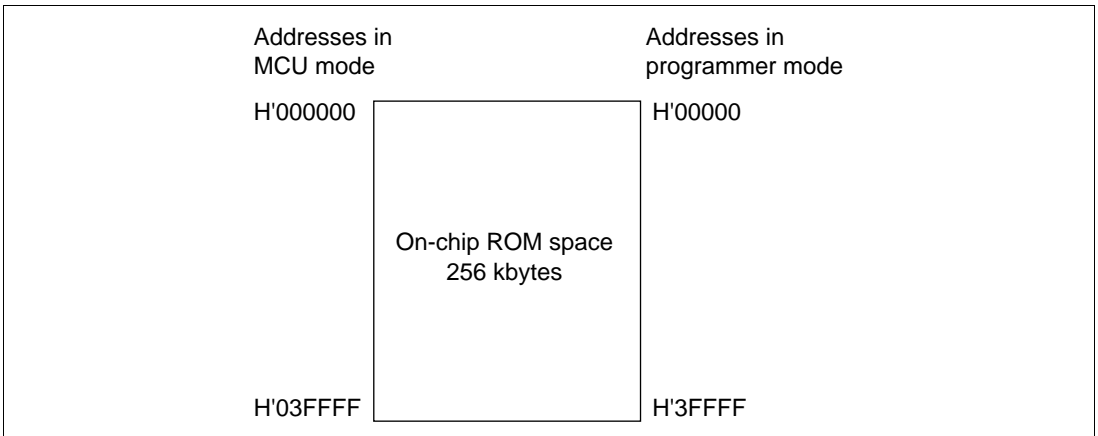 Addresses in
MCU mode
Addresses in
programmer mode
H'000000
H'00000
On-chip ROM space
256 kbytes
H'03FFFF
H'3FFFF